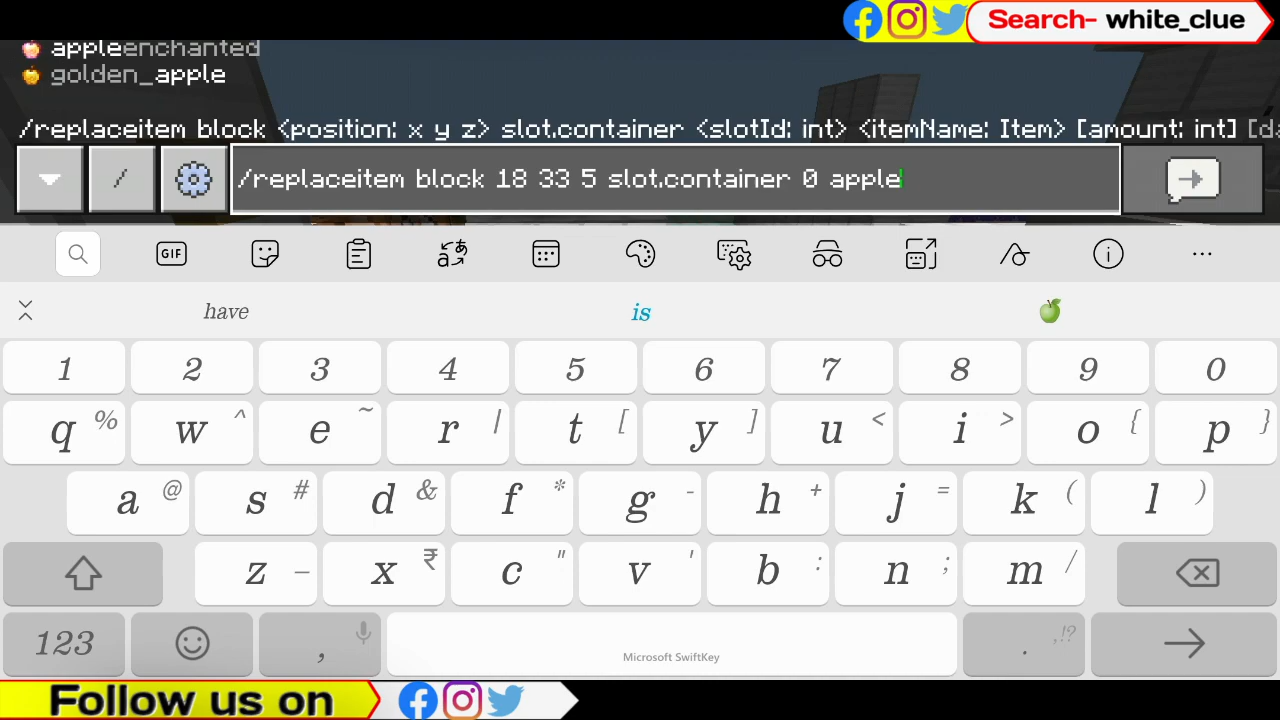 Search- white_clue
appleenchanted
golden_apple
/replaceitem block <position: x y z> slot.container <slotId: int> <itemName: Item> [amount: int] [da
/
/replaceitem block 18 33 5 slot.container 0 apple
GIF
have is
1 2 3 4 5 6 7 8 9 0
q % w ^ e ~ r | t [ y ] u < i > o { p }
a @ s # d & f * g - h + j = k ( l )
z _ x ₹ c " v ' b : n ; m /
123 , Microsoft SwiftKey . ,!?
Follow us on